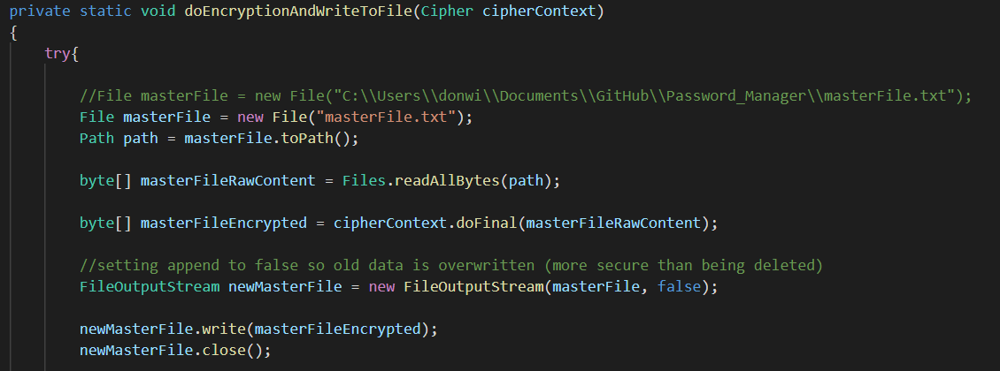 private static void doEncryptionAndWriteToFile(Cipher cipherContext)
{
try{
//File masterFile = new File("C:\\Users\\donwi\\Documents\\GitHub\\Password_Manager\\masterFile.txt");
File masterFile = new File("masterFile.txt");
Path path = masterFile.toPath();
byte[] masterFileRawContent = Files.readAllBytes(path);
byte[] masterFileEncrypted = cipherContext.doFinal(masterFileRawContent);
//setting append to false so old data is overwritten (more secure than being deleted)
FileOutputStream newMasterFile = new FileOutputStream(masterFile, false);
newMasterFile.write(masterFileEncrypted);
newMasterFile.close();